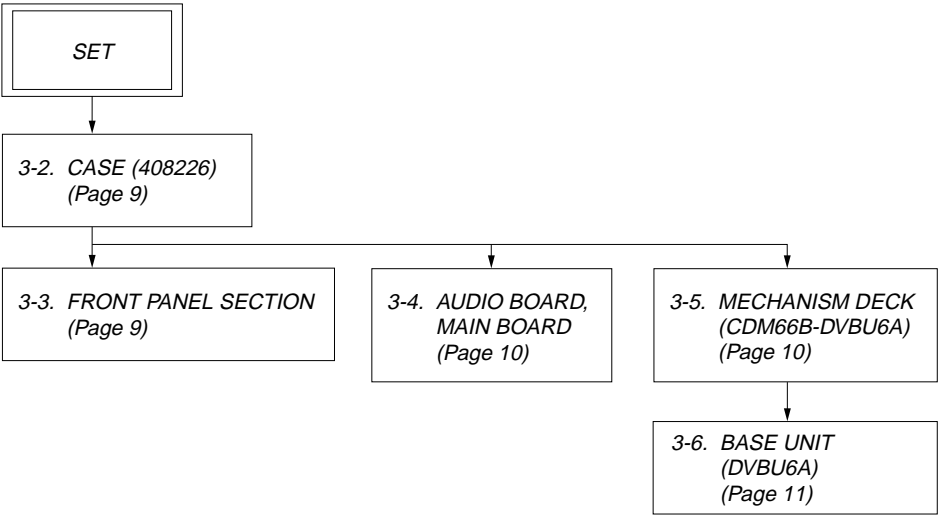 SET
3-2. CASE (408226)
(Page 9)
3-3. FRONT PANEL SECTION
(Page 9)
3-4. AUDIO BOARD,
MAIN BOARD
(Page 10)
3-5. MECHANISM DECK
(CDM66B-DVBU6A)
(Page 10)
3-6. BASE UNIT
(DVBU6A)
(Page 11)